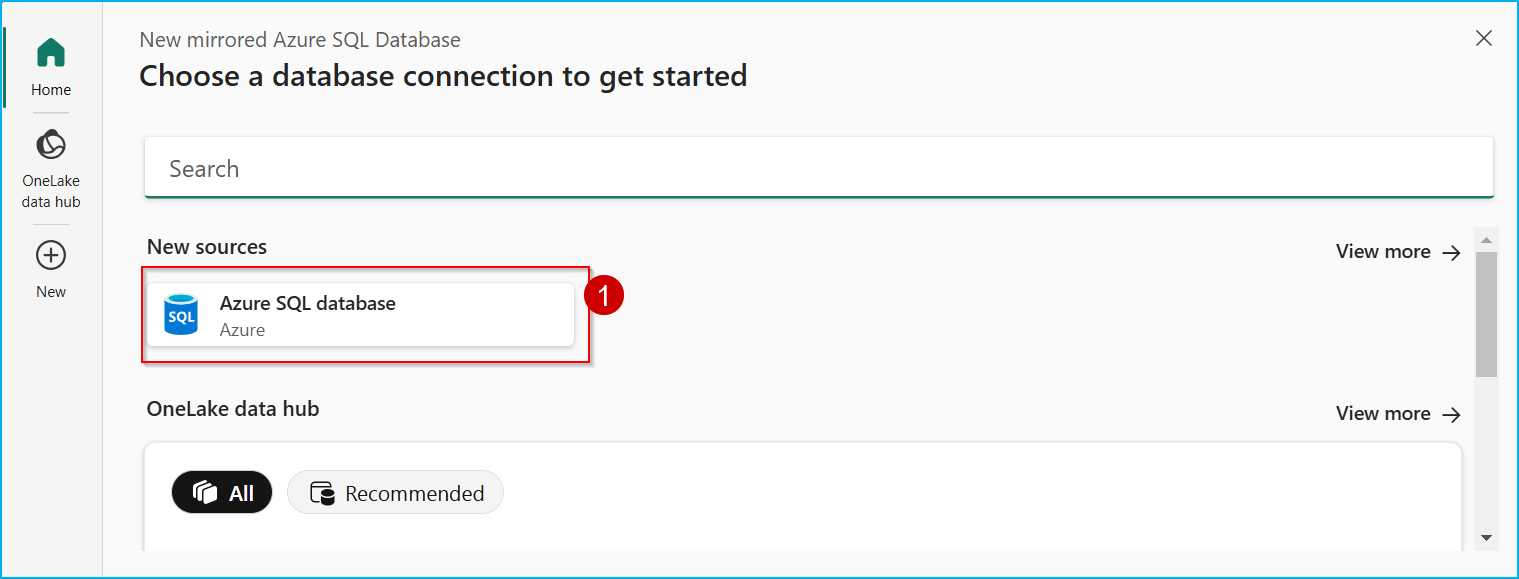 Home
OneLake
data hub
New
New mirrored Azure SQL Database
Choose a database connection to get started
Search
New sources
View more
SQL
Azure SQL database
Azure
1
OneLake data hub
View more
All
Recommended